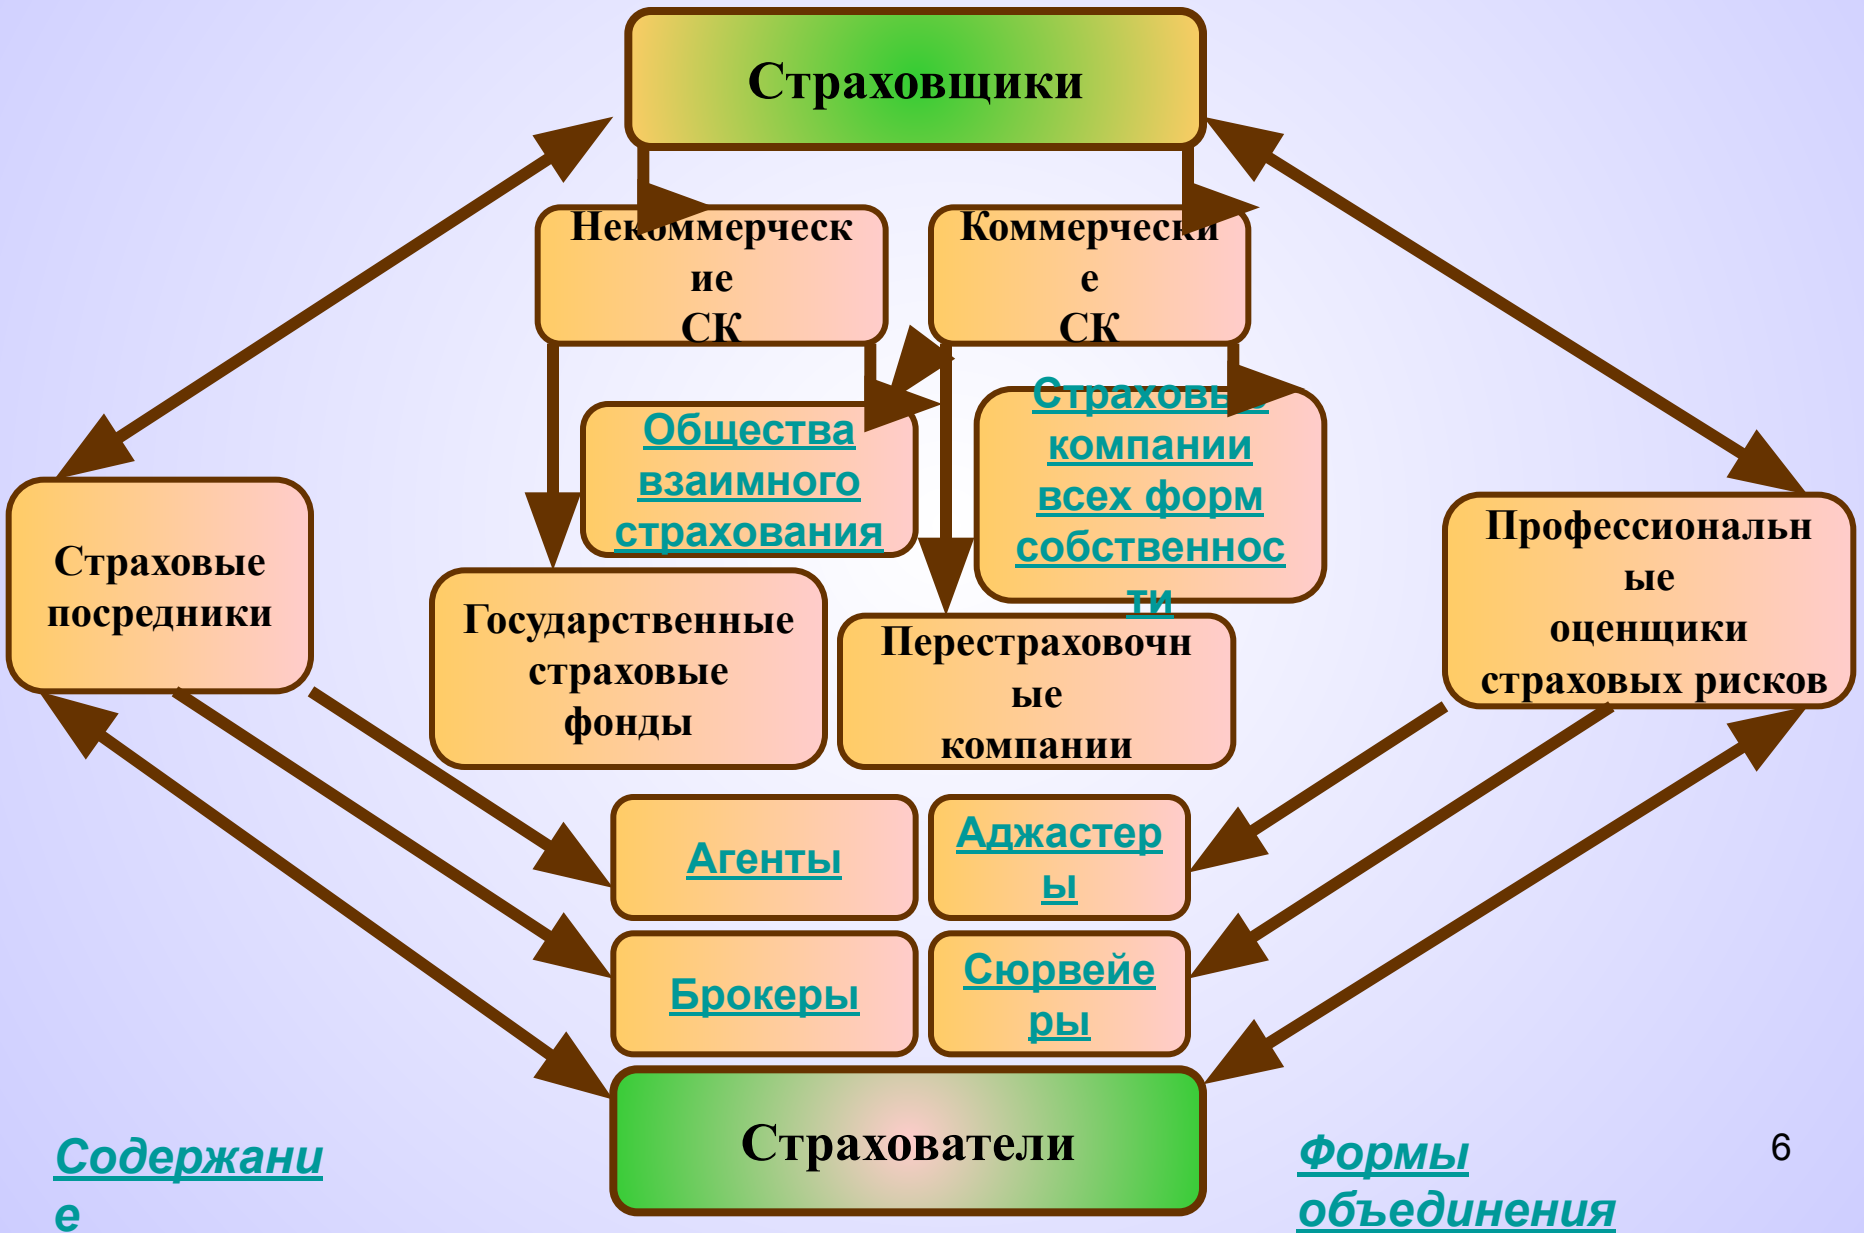 Страховщики
Некоммерческ
ие
СК
Коммерчески
е
СК
Общества
взаимного
страхования
Страховые
компании
всех форм
собственнос
ти
Страховые
посредники
Государственные
страховые
фонды
Перестраховочн
ые
компании
Профессиональн
ые
оценщики
страховых рисков
Агенты
Аджастер
ы
Брокеры
Сюрвейе
ры
Страхователи
Содержани
е
Формы
объединения
6